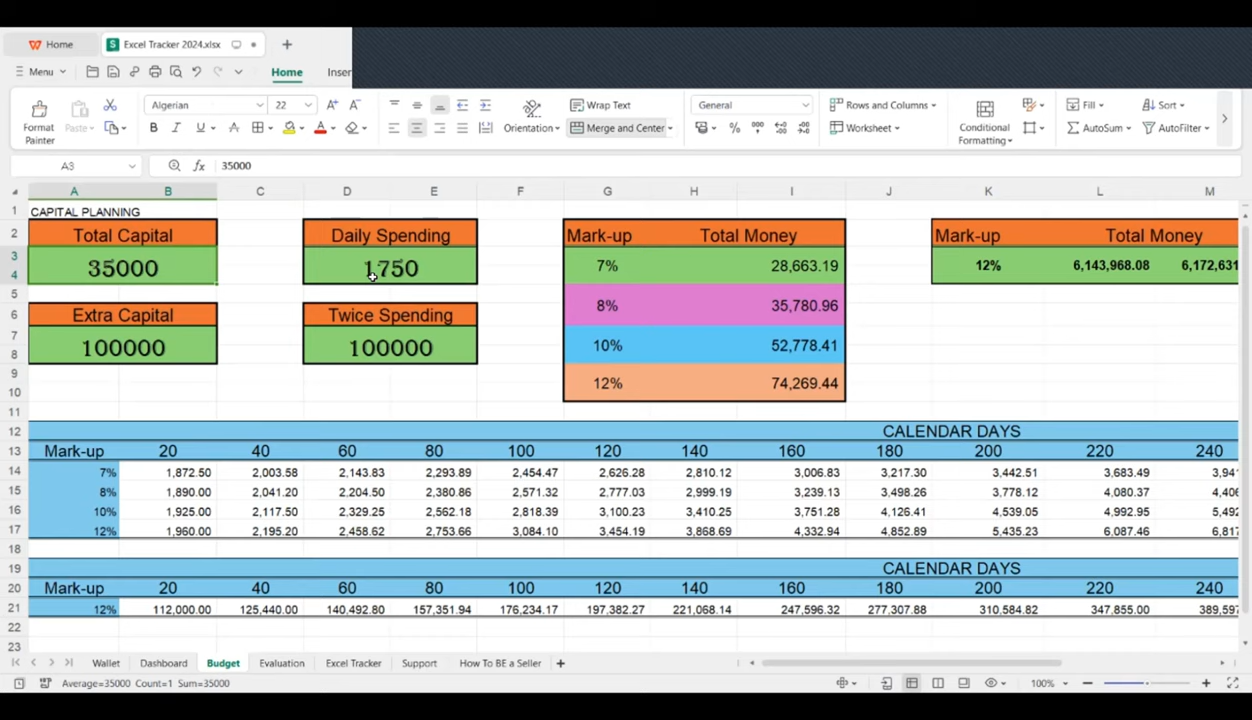 Home Excel Tracker 2024.xlsx
Menu Home Inser
Algerian 22 Wrap Text General Rows and Columns Fill Sort
Format Painter Paste B I U A Orientation Merge and Center Worksheet Conditional Formatting AutoSum AutoFilter
A3 fx 35000
A B C D E F G H I J K L M
1 CAPITAL PLANNING
2 Total Capital Daily Spending Mark-up Total Money Mark-up Total Money
3 35000 1750 7% 28,663.19 12% 6,143,968.08 6,172,631
4
5
6 Extra Capital Twice Spending 8% 35,780.96
7 100000 100000 10% 52,778.41
8
9 12% 74,269.44
10
11
12 CALENDAR DAYS
13 Mark-up 20 40 60 80 100 120 140 160 180 200 220 240
14 7% 1,872.50 2,003.58 2,143.83 2,293.89 2,454.47 2,626.28 2,810.12 3,006.83 3,217.30 3,442.51 3,683.49 3,94
15 8% 1,890.00 2,041.20 2,204.50 2,380.86 2,571.32 2,777.03 2,999.19 3,239.13 3,498.26 3,778.12 4,080.37 4,40
16 10% 1,925.00 2,117.50 2,329.25 2,562.18 2,818.39 3,100.23 3,410.25 3,751.28 4,126.41 4,539.05 4,992.95 5,492
17 12% 1,960.00 2,195.20 2,458.62 2,753.66 3,084.10 3,454.19 3,868.69 4,332.94 4,852.89 5,435.23 6,087.46 6,817
18
19 CALENDAR DAYS
20 Mark-up 20 40 60 80 100 120 140 160 180 200 220 240
21 12% 112,000.00 125,440.00 140,492.80 157,351.94 176,234.17 197,382.27 221,068.14 247,596.32 277,307.88 310,584.82 347,855.00 389,597
22
23
Wallet Dashboard Budget Evaluation Excel Tracker Support How To BE a Seller
Average=35000 Count=1 Sum=35000 100%